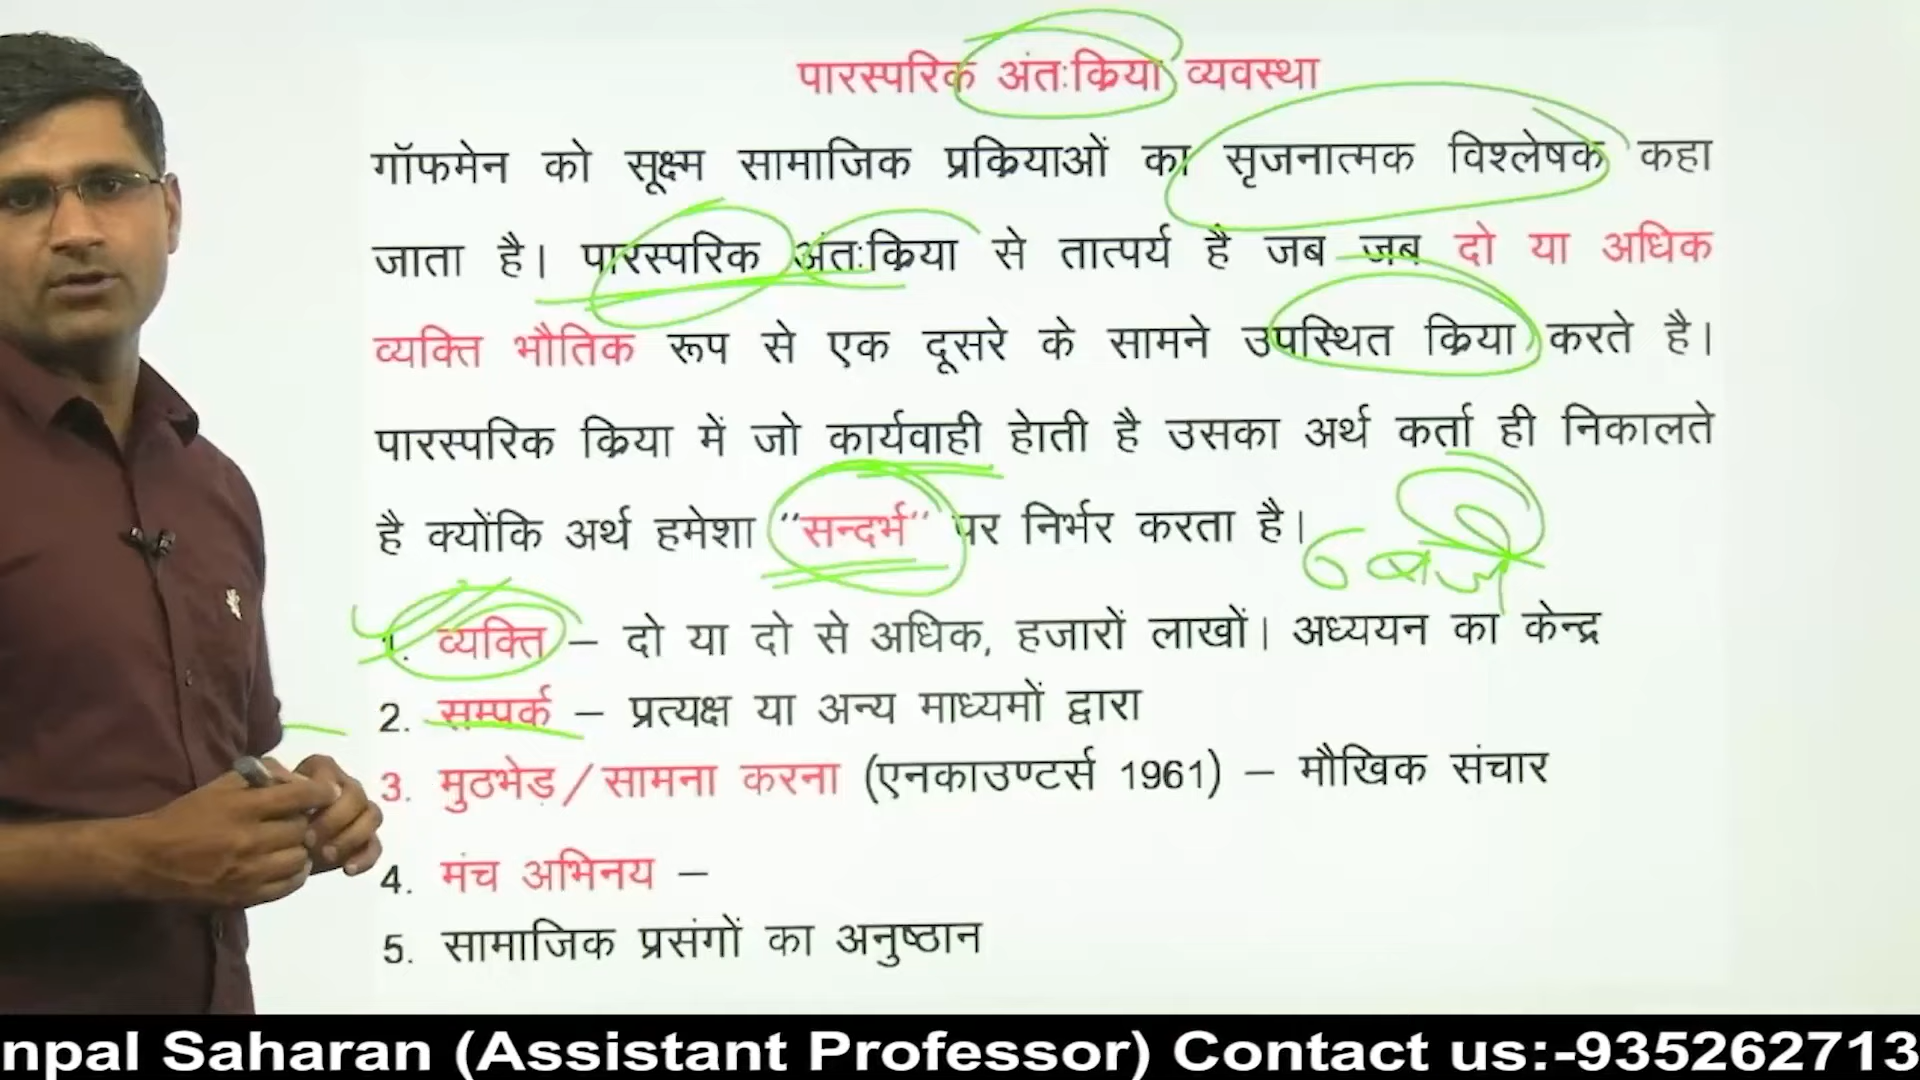 पारस्परिक अंतःक्रिया व्यवस्था
गॉफमेन को सूक्ष्म सामाजिक प्रक्रियाओं का सृजनात्मक विश्लेषक कहा
जाता है। पारस्परिक अंतःक्रिया से तात्पर्य है जब जब दो या अधिक
व्यक्ति भौतिक रूप से एक दूसरे के सामने उपस्थित क्रिया करते है।
पारस्परिक क्रिया में जो कार्यवाही होती है उसका अर्थ कर्ता ही निकालते
है क्योंकि अर्थ हमेशा "सन्दर्भ" पर निर्भर करता है।
1. व्यक्ति – दो या दो से अधिक, हजारों लाखों। अध्ययन का केन्द्र
2. सम्पर्क – प्रत्यक्ष या अन्य माध्यमों द्वारा
3. मुठभेड़/सामना करना (एनकाउण्टर्स 1961) – मौखिक संचार
4. मंच अभिनय –
5. सामाजिक प्रसंगों का अनुष्ठान
npal Saharan (Assistant Professor) Contact us:-935262713